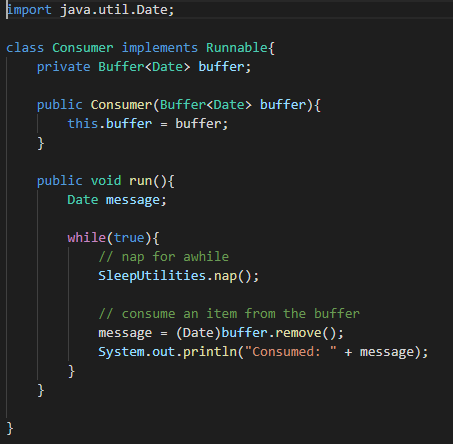 import java.util.Date;
class Consumer implements Runnable{
private Buffer<Date> buffer;
public Consumer(Buffer<Date> buffer){
this.buffer = buffer;
}
public void run(){
Date message;
while(true){
// nap for awhile
SleepUtilities.nap();
// consume an item from the buffer
message = (Date)buffer.remove();
System.out.println("Consumed: " + message);
}
}
}